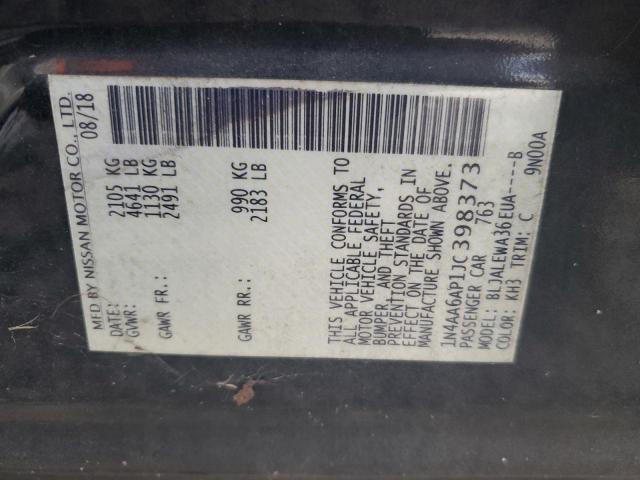 MFD BY NISSAN MOTOR CO., LTD.
DATE: 08/18
GVWR: 2105 KG
4641 LB
GAWR FR: 1130 KG
2491 LB
GAWR RR: 990 KG
2183 LB
THIS VEHICLE CONFORMS TO
ALL APPLICABLE FEDERAL
MOTOR VEHICLE SAFETY,
BUMPER, AND THEFT
PREVENTION STANDARDS IN
EFFECT ON THE DATE OF
MANUFACTURE SHOWN ABOVE.
1N4AA6AP1JC398373
PASSENGER CAR 763
MODEL: BLJALEWA36EUA----B
COLOR: KH3 TRIM: C 9N00A